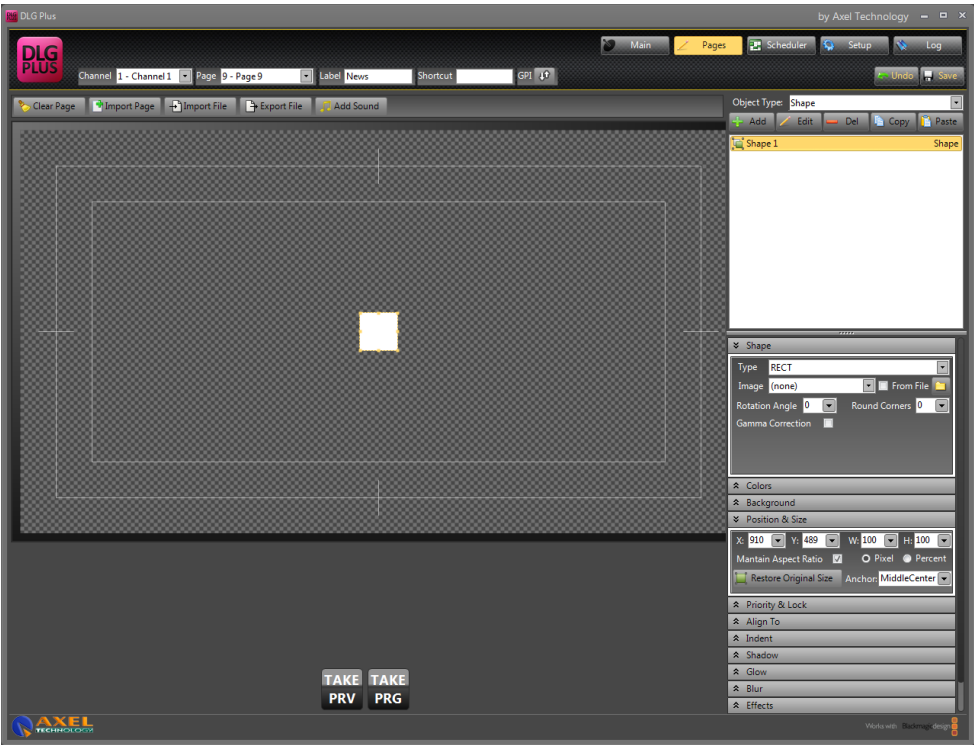 DLG Plus by Axel Technology
DLG PLUS
Main Pages Scheduler Setup Log
Channel 1 - Channel 1 Page 9 - Page 9 Label News Shortcut GPI Undo Save
Clear Page Import Page Import File Export File Add Sound
Object Type: Shape
Add Edit Del Copy Paste
Shape 1 Shape
Shape
Type RECT
Image (none) From File
Rotation Angle 0 Round Corners 0
Gamma Correction
Colors
Background
Position & Size
X: 910 Y: 489 W: 100 H: 100
Mantain Aspect Ratio Pixel Percent
Restore Original Size Anchor: MiddleCenter
Priority & Lock
Align To
Indent
Shadow
Glow
Blur
Effects
TAKE PRV TAKE PRG
AXEL TECHNOLOGY
Works with Blackmagicdesign